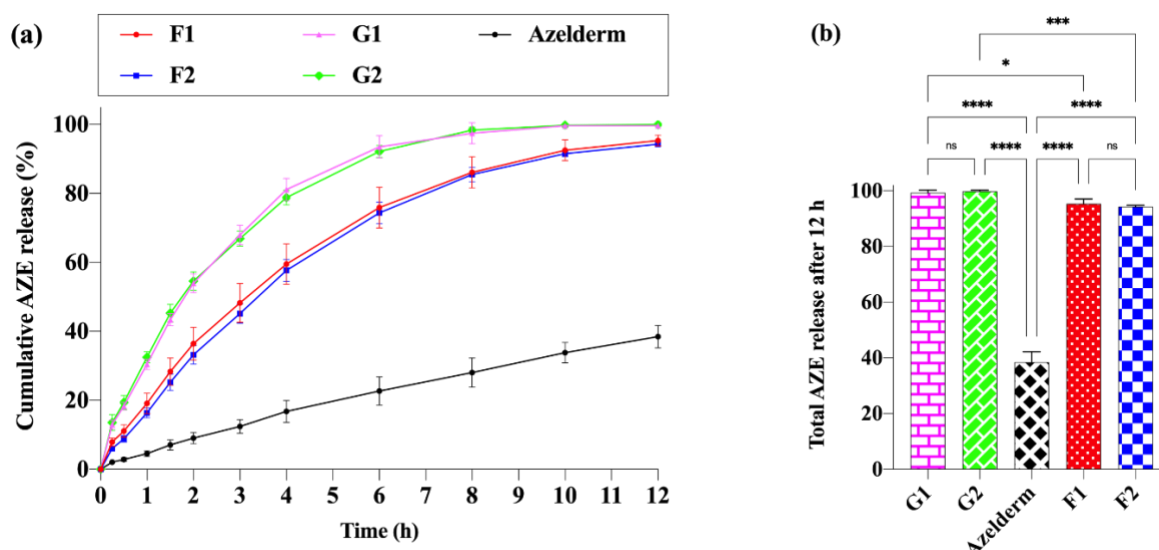 (a)
F1
G1
Azelderm
F2
G2
Cumulative AZE release (%)
100
80
60
40
20
0
0 1 2 3 4 5 6 7 8 9 10 11 12
Time (h)
(b)
***
*
**** ****
ns **** **** ns
Total AZE release after 12 h
100
80
60
40
20
0
G1 G2 Azelderm F1 F2